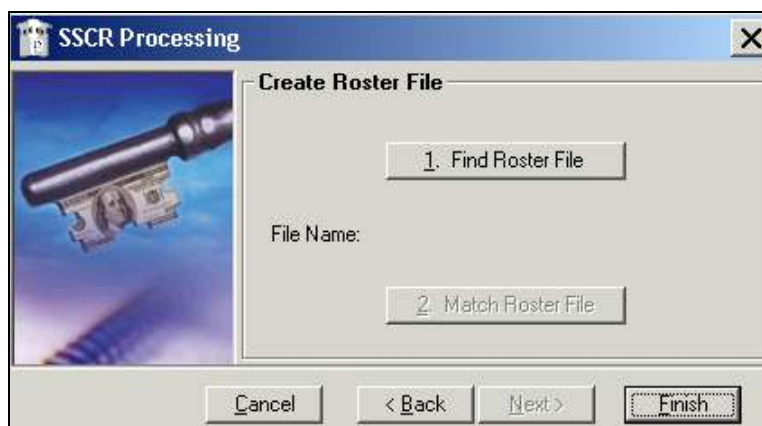 SSCR Processing
Create Roster File
1. Find Roster File
File Name:
2. Match Roster File
Cancel
< Back
Next >
Finish